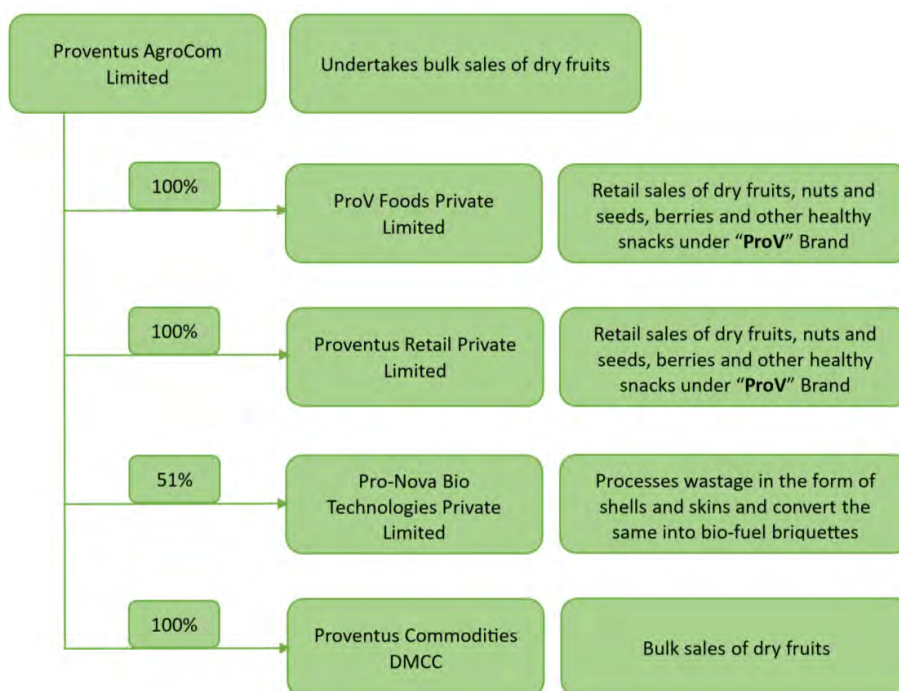 Proventus AgroCom
Limited
Undertakes bulk sales of dry fruits
100%
ProV Foods Private
Limited
Retail sales of dry fruits, nuts and
seeds, berries and other healthy
snacks under “ProV” Brand
100%
Proventus Retail Private
Limited
Retail sales of dry fruits, nuts and
seeds, berries and other healthy
snacks under “ProV” Brand
51%
Pro-Nova Bio
Technologies Private
Limited
Processes wastage in the form of
shells and skins and convert the
same into bio-fuel briquettes
100%
Proventus Commodities
DMCC
Bulk sales of dry fruits